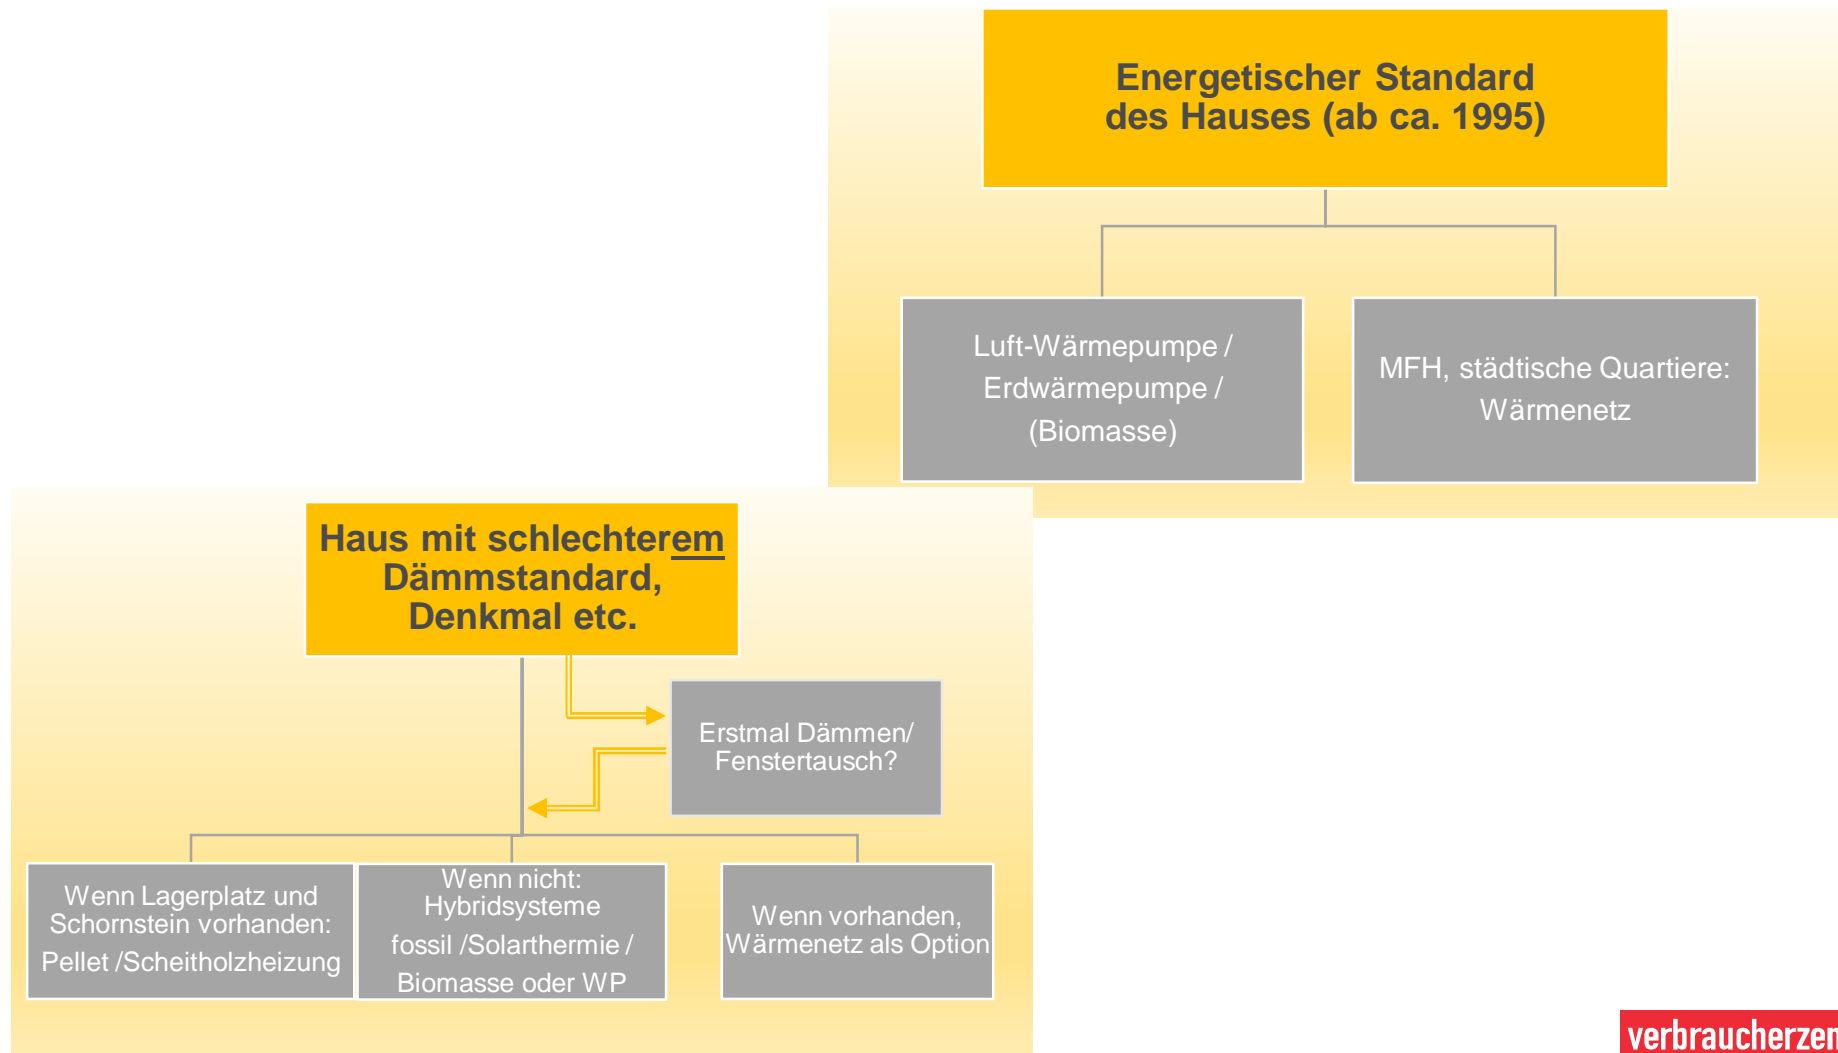 Energetischer Standard
des Hauses (ab ca. 1995)
Luft-Wärmepumpe /
Erdwärmepumpe /
(Biomasse)
MFH, städtische Quartiere:
Wärmenetz
Haus mit schlechterem
Dämmstandard,
Denkmal etc.
Erstmal Dämmen/
Fenstertausch?
Wenn Lagerplatz und
Schornstein vorhanden:
Pellet /Scheitholzheizung
Wenn nicht:
Hybridsysteme
fossil /Solarthermie /
Biomasse oder WP
Wenn vorhanden,
Wärmenetz als Option
verbraucherzen